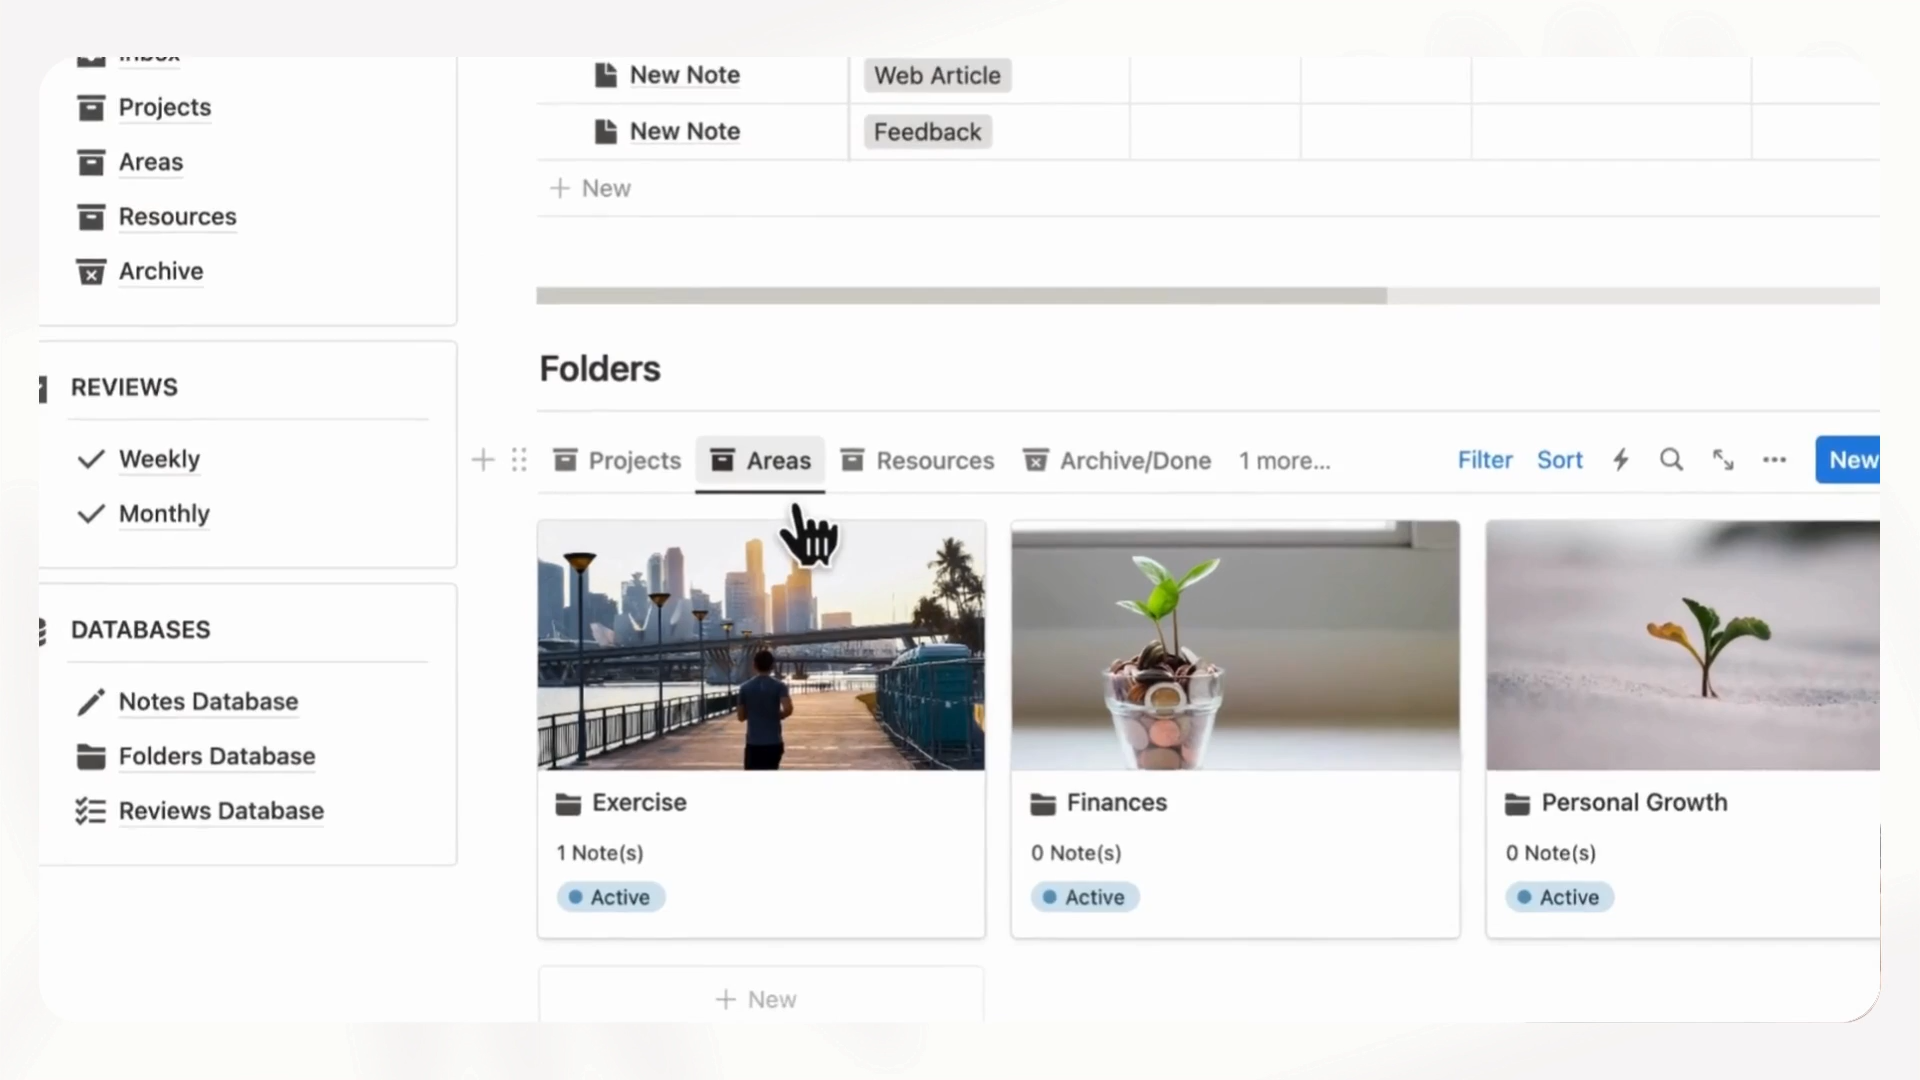 Inbox
Projects
Areas
Resources
Archive
REVIEWS
Weekly
Monthly
DATABASES
Notes Database
Folders Database
Reviews Database
New Note Web Article
New Note Feedback
+ New
Folders
Projects Areas Resources Archive/Done 1 more... Filter Sort New
Exercise
1 Note(s)
Active
Finances
0 Note(s)
Active
Personal Growth
0 Note(s)
Active
+ New